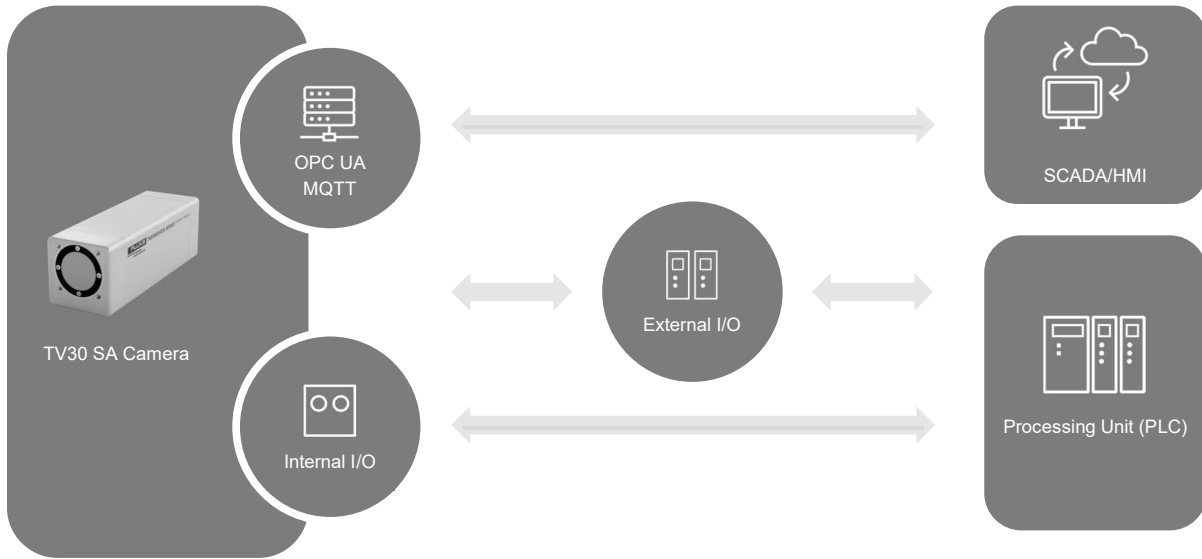 OPC UA
MQTT
SCADA/HMI
External I/O
TV30 SA Camera
Internal I/O
Processing Unit (PLC)